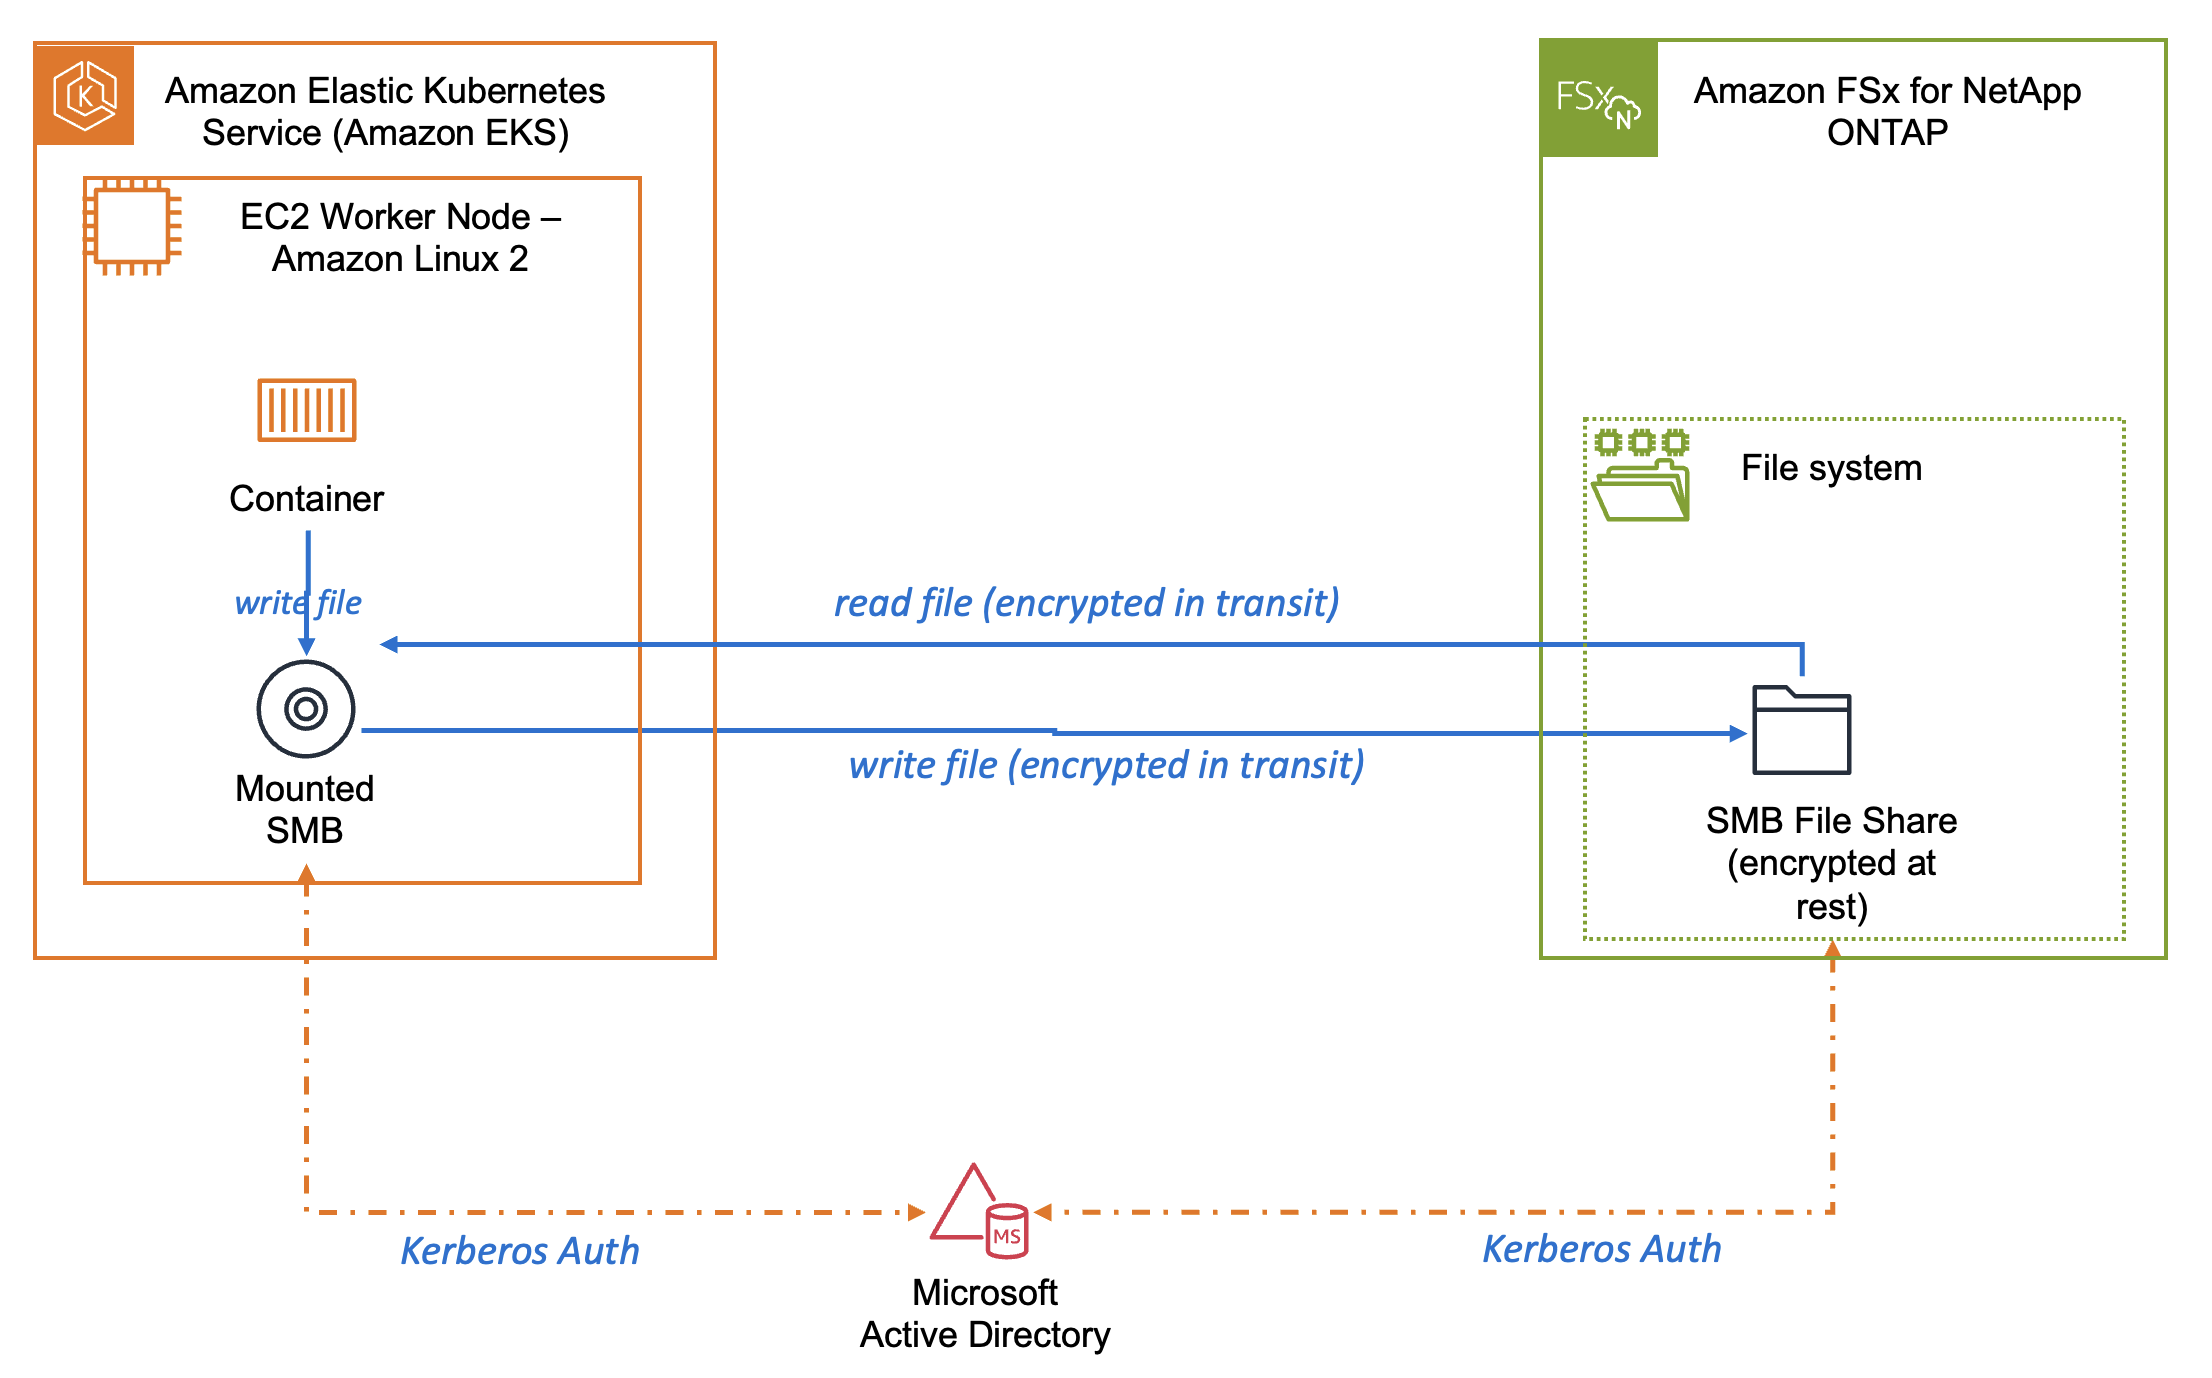 Amazon Elastic Kubernetes
Service (Amazon EKS)
K
EC2 Worker Node –
Amazon Linux 2
Container
write file
Mounted
SMB
read file (encrypted in transit)
write file (encrypted in transit)
FSx
N
Amazon FSx for NetApp
ONTAP
File system
SMB File Share
(encrypted at
rest)
Kerberos Auth
MS
Microsoft
Active Directory
Kerberos Auth